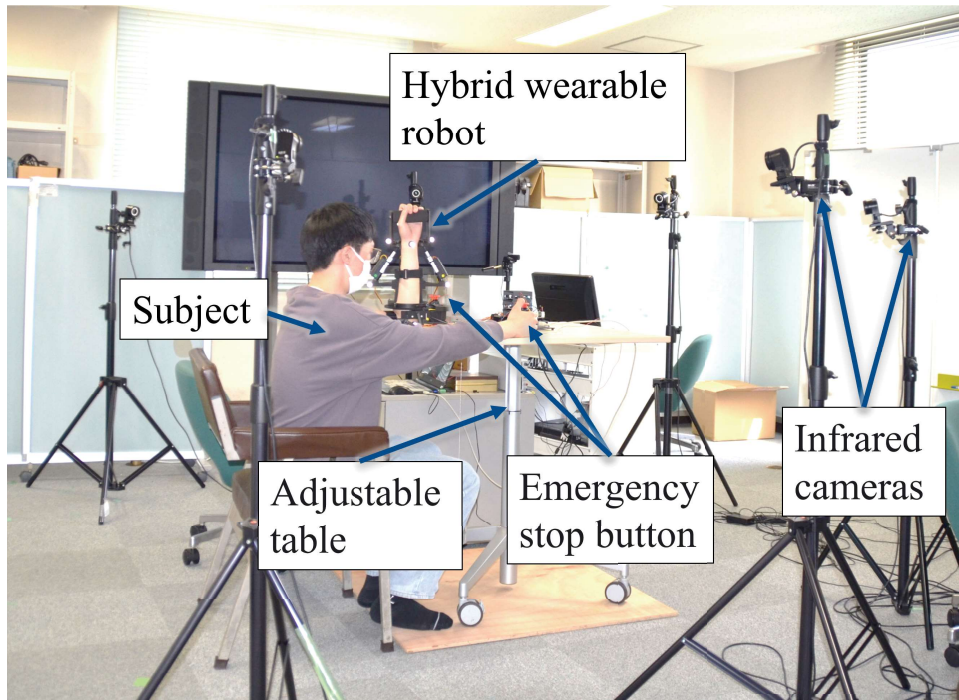 Hybrid wearable
robot
Subject
Adjustable
table
Emergency
stop button
Infrared
cameras